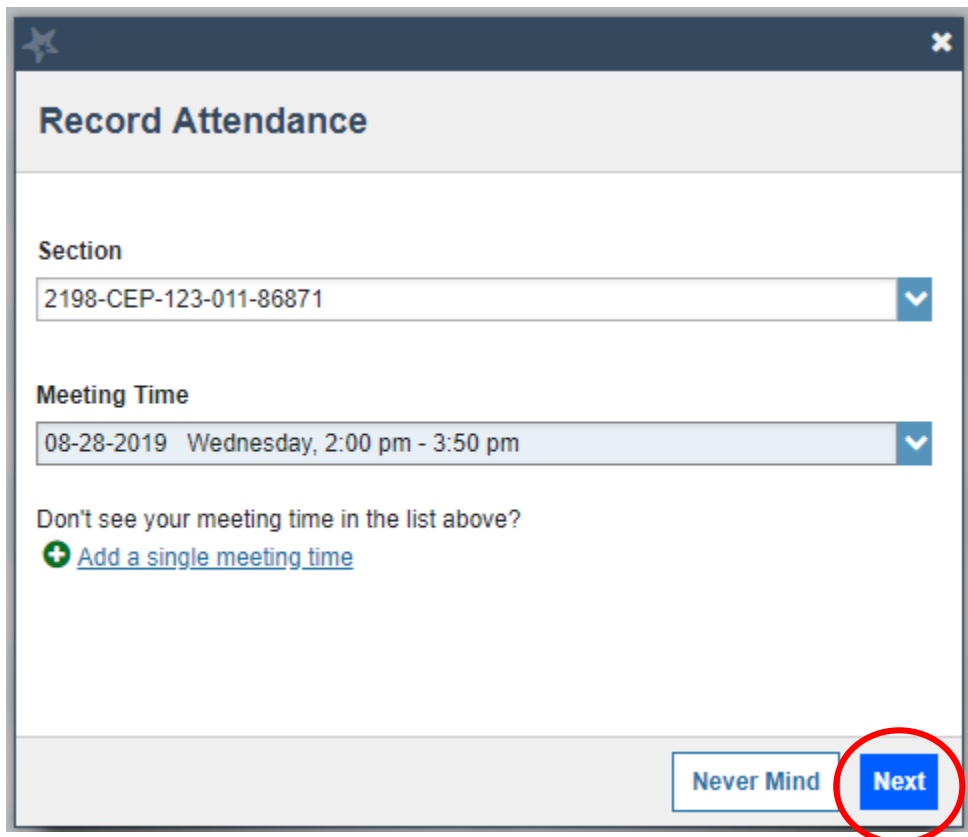 Record Attendance
Section
2198-CEP-123-011-86871
Meeting Time
08-28-2019 Wednesday, 2:00 pm - 3:50 pm
Don't see your meeting time in the list above?
Add a single meeting time
Never Mind Next